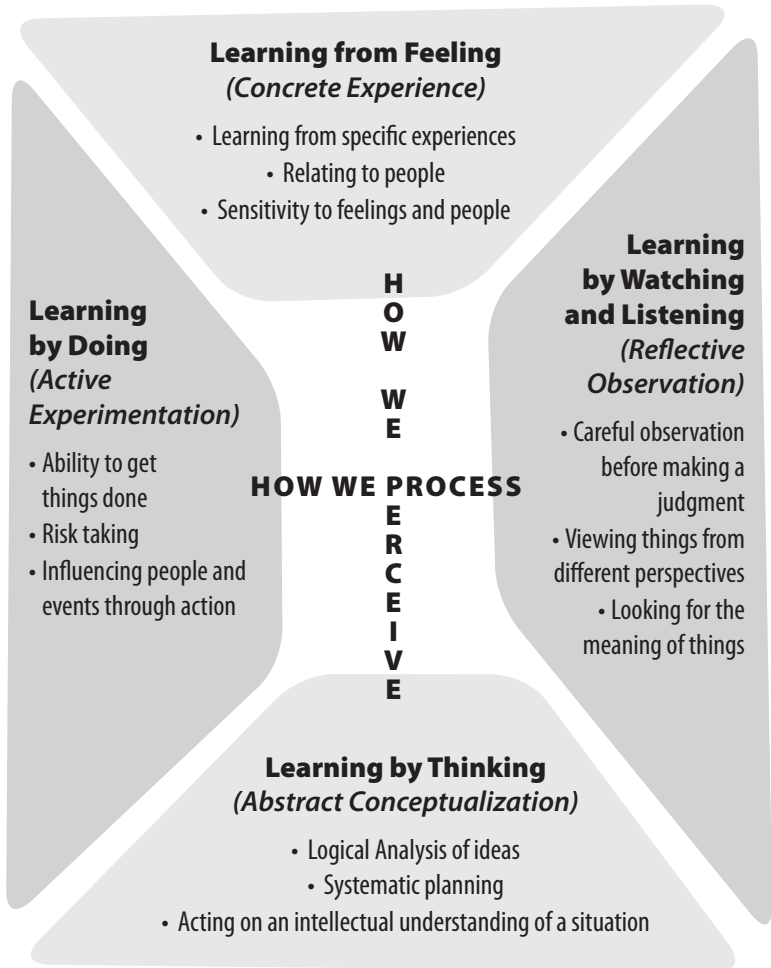 Learning from Feeling
(Concrete Experience)
• Learning from specific experiences
• Relating to people
• Sensitivity to feelings and people
Learning
by Doing
(Active
Experimentation)
• Ability to get
things done
• Risk taking
• Influencing people and
events through action
HOW WE PERCEIVE
HOW WE PROCESS
Learning
by Watching
and Listening
(Reflective
Observation)
• Careful observation
before making a
judgment
• Viewing things from
different perspectives
• Looking for the
meaning of things
Learning by Thinking
(Abstract Conceptualization)
• Logical Analysis of ideas
• Systematic planning
• Acting on an intellectual understanding of a situation